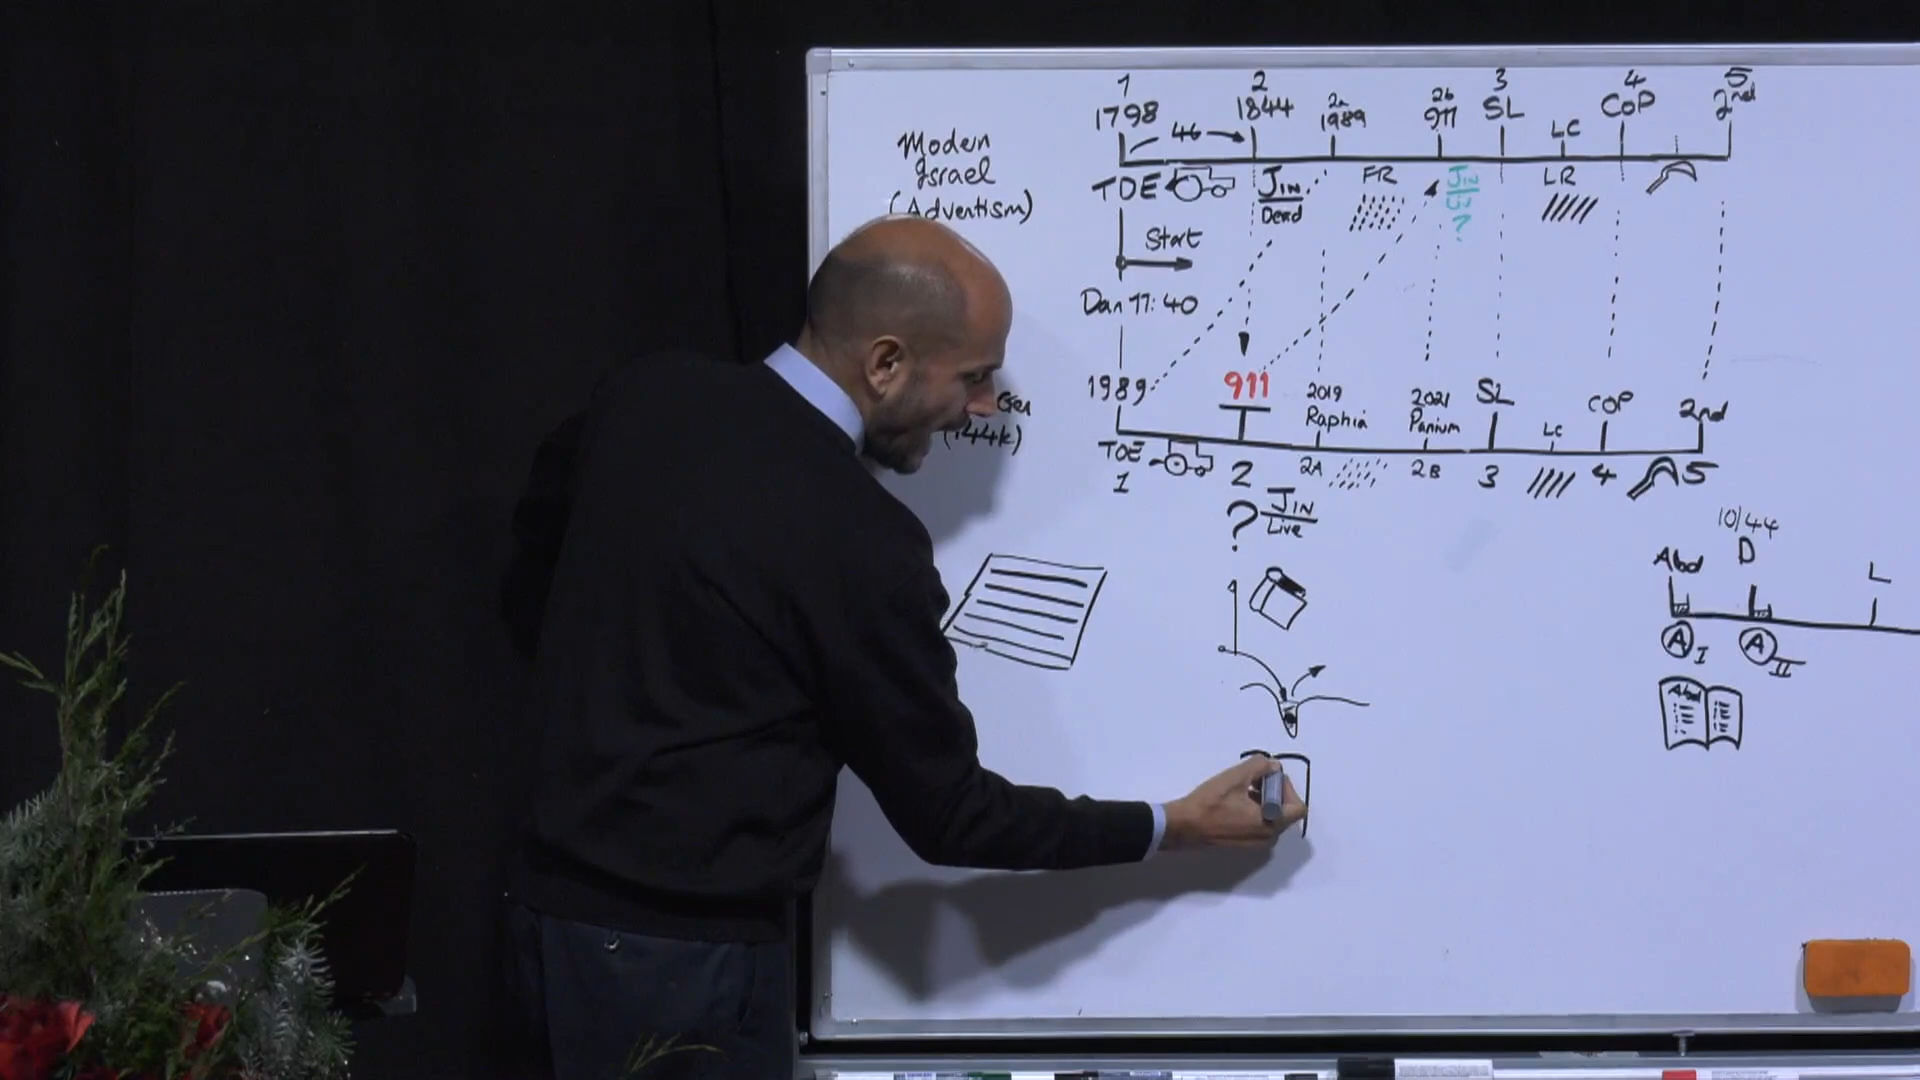 1 2 3 4 5
1798 1844 2a 1989 2b 911 SL LC CoP 2nd
46
Modern
Israel
(Adventism)
TOE JIN FR LR
Dead
Start
Dan 11:40
1989 911 2019 2021 SL COP 2nd
Raphia Panium LC
Gen
(144k)
TOE 2 2A 2B 3 4 5
1
? JIN
Live
10/44
Abd D L
A I A II
Abd